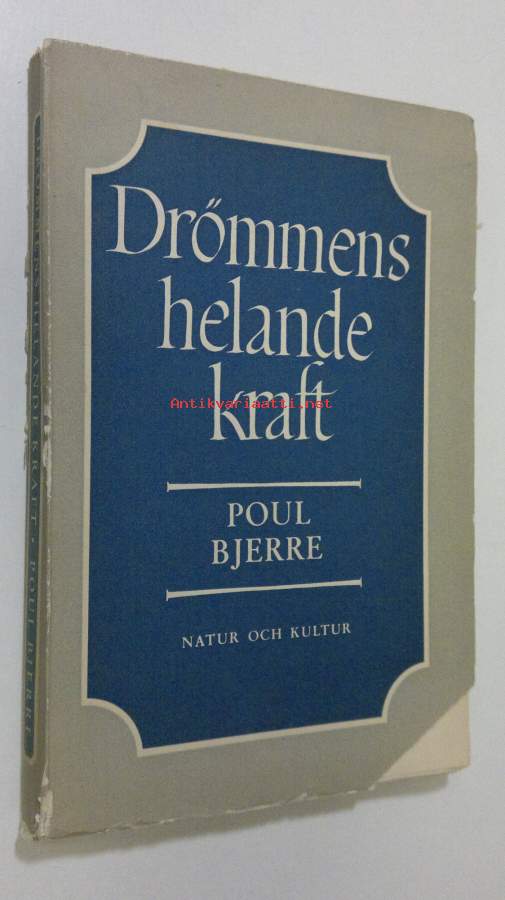 Drömmens
helande
kraft
Antikvariaatti.net
POUL
BJERRE
NATUR OCH KULTUR
DRÖMMENS HELANDE KRAFT • POUL BJERRE